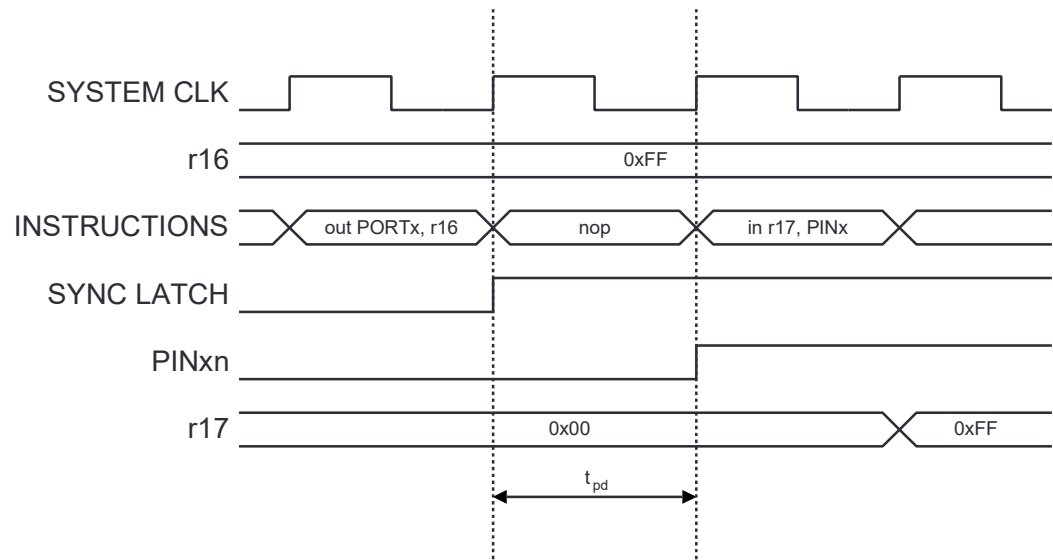 SYSTEM CLK
r16
0xFF
INSTRUCTIONS
out PORTx, r16
nop
in r17, PINx
SYNC LATCH
PINxn
r17
0x00
0xFF
tpd